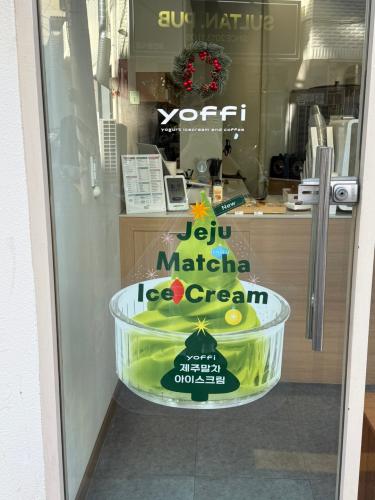 SULTAN. PUB
yoffi
yogurt icecream and coffee
New
Jeju
Matcha
Ice Cream
yoffi
제주말차
아이스크림